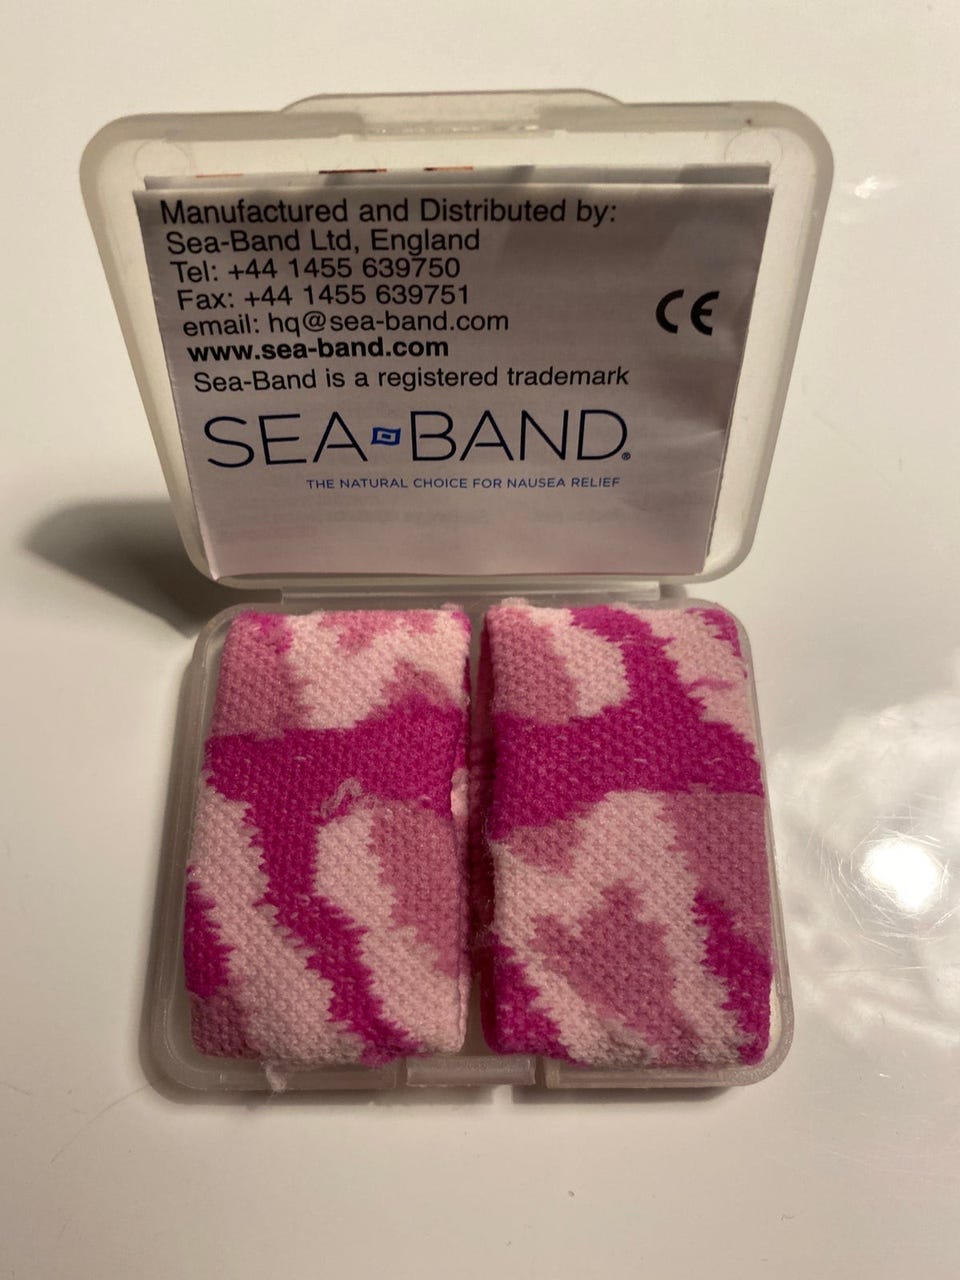 Manufactured and Distributed by:
Sea-Band Ltd, England
Tel: +44 1455 639750
Fax: +44 1455 639751
email: hq@sea-band.com
CE
www.sea-band.com
Sea-Band is a registered trademark
SEA BAND®
THE NATURAL CHOICE FOR NAUSEA RELIEF